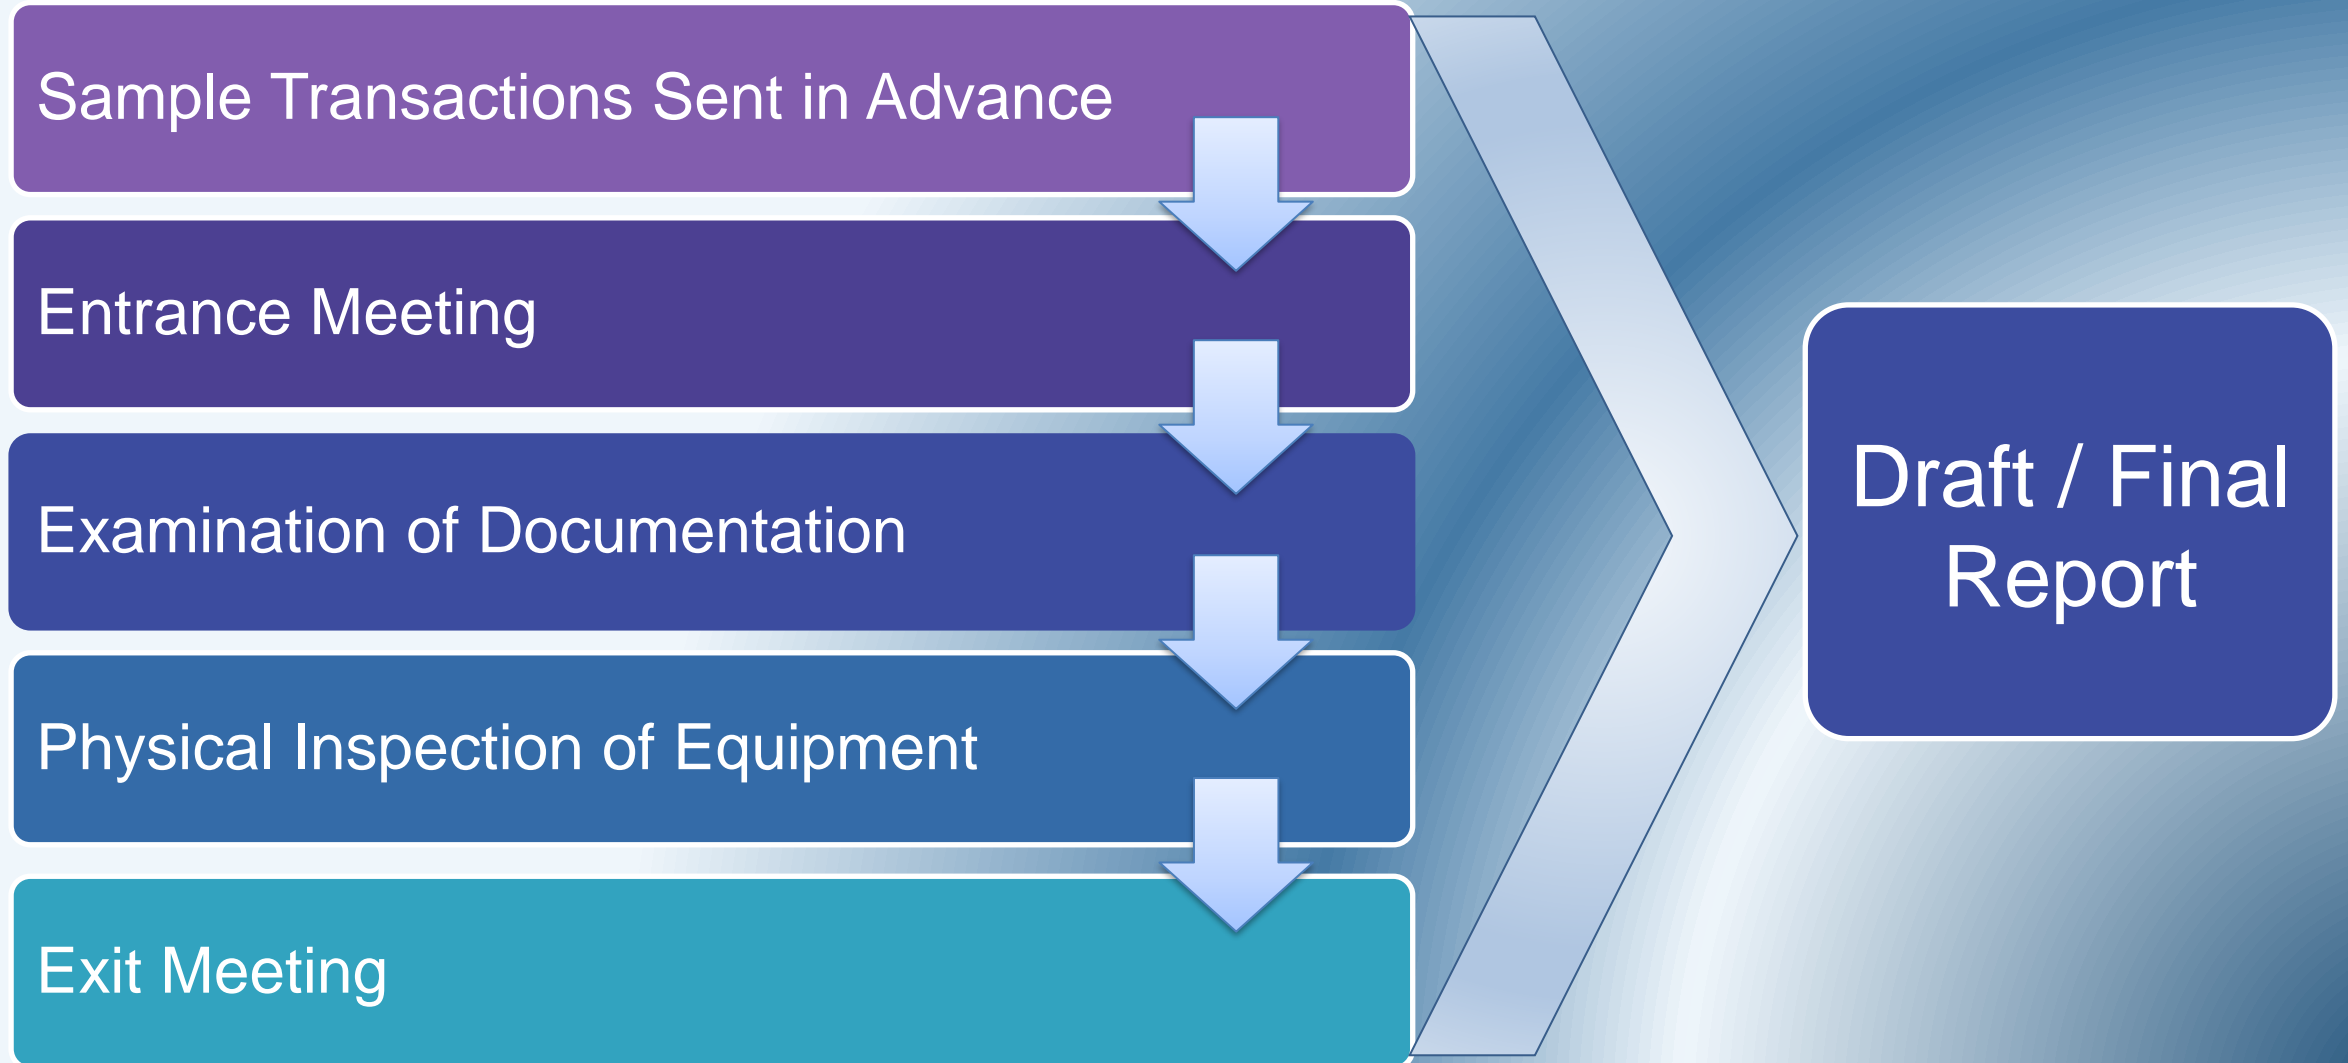 Sample Transactions Sent in Advance
Entrance Meeting
Examination of Documentation
Physical Inspection of Equipment
Exit Meeting
Draft / Final
Report